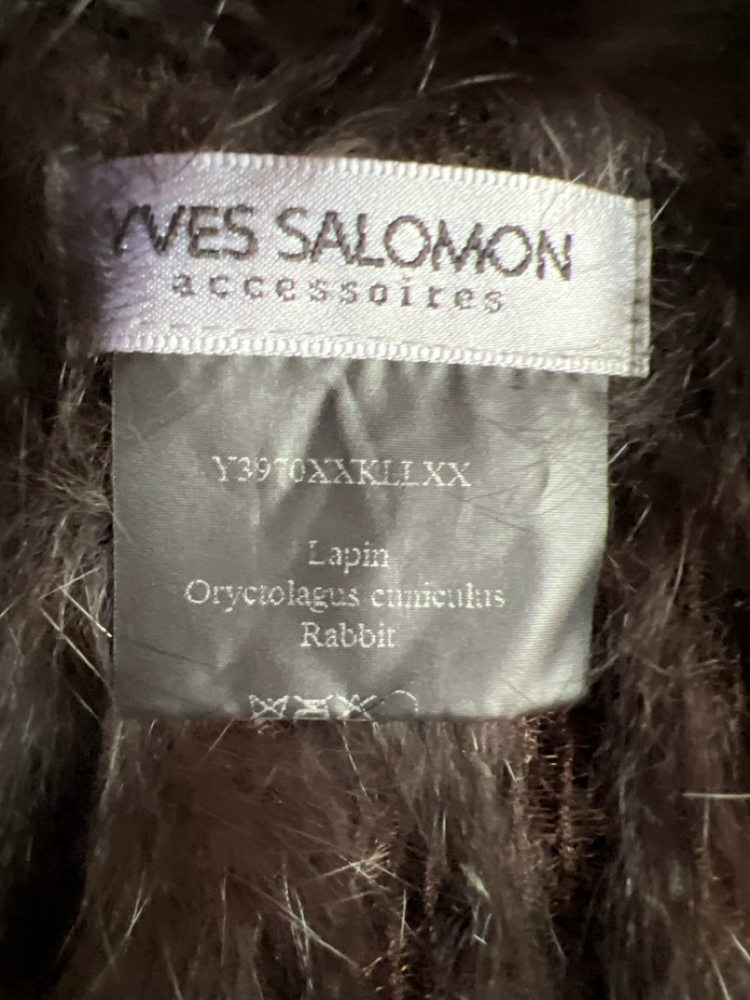 YVES SALOMON
accessoires
Y3970XXKLLXX
Lapin
Oryctolagus cuniculus
Rabbit